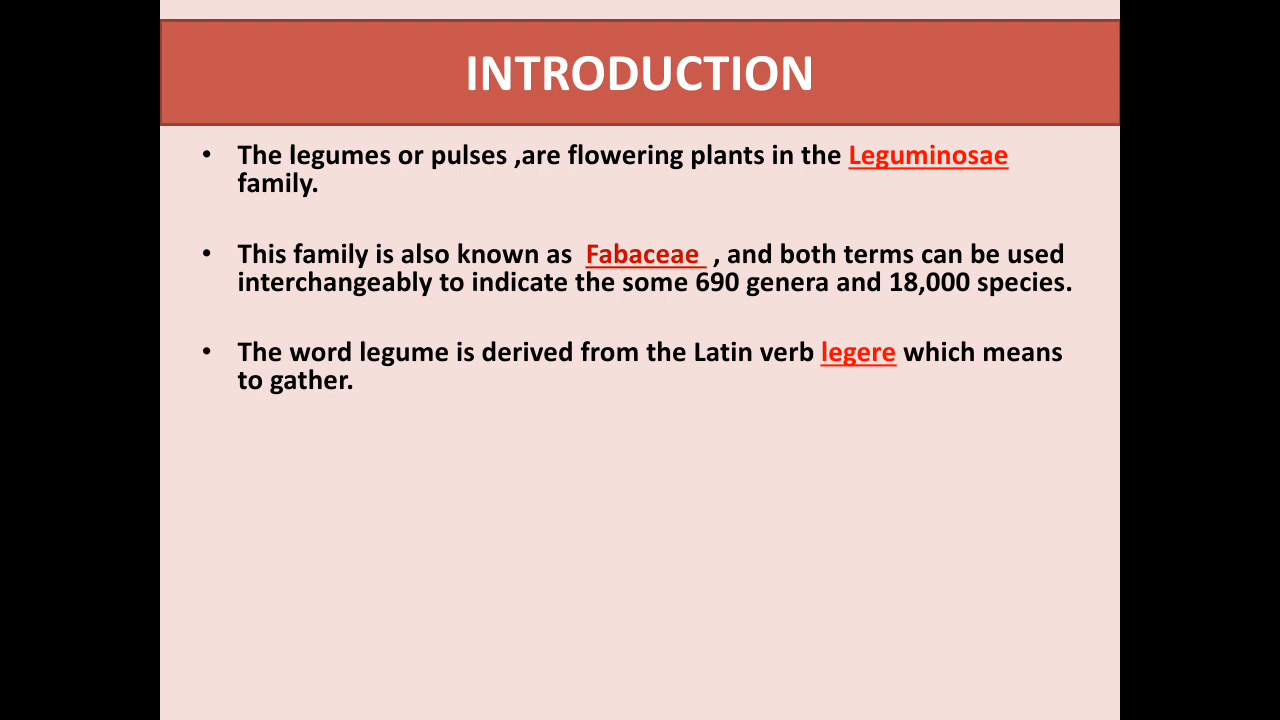 INTRODUCTION
• The legumes or pulses ,are flowering plants in the Leguminosae
family.
• This family is also known as  Fabaceae  , and both terms can be used
interchangeably to indicate the some 690 genera and 18,000 species.
• The word legume is derived from the Latin verb legere which means
to gather.